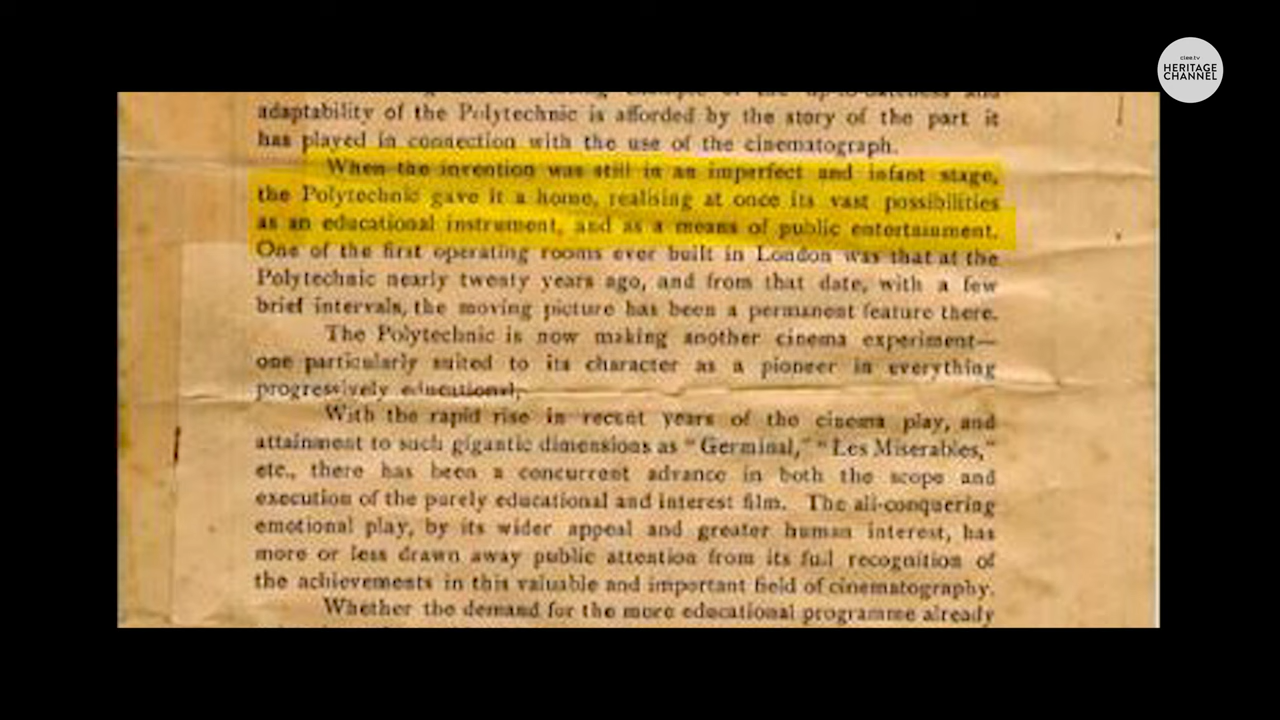 ciee.tv
HERITAGE
CHANNEL
adaptability of the Polytechnic is afforded by the story of the part it
has played in connection with the use of the cinematograph.
When the invention was still in an imperfect and infant stage,
the Polytechnic gave it a home, realising at once its vast possibilities
as an educational instrument, and as a means of public entertainment.
One of the first operating rooms ever built in London was that at the
Polytechnic nearly twenty years ago, and from that date, with a few
brief intervals, the moving picture has been a permanent feature there.
The Polytechnic is now making another cinema experiment—
one particularly suited to its character as a pioneer in everything
progressively educational.
With the rapid rise in recent years of the cinema play, and
attainment to such gigantic dimensions as "Germinal," "Les Miserables,"
etc., there has been a concurrent advance in both the scope and
execution of the purely educational and interest film. The all-conquering
emotional play, by its wider appeal and greater human interest, has
more or less drawn away public attention from its full recognition of
the achievements in this valuable and important field of cinematography.
Whether the demand for the more educational programme already